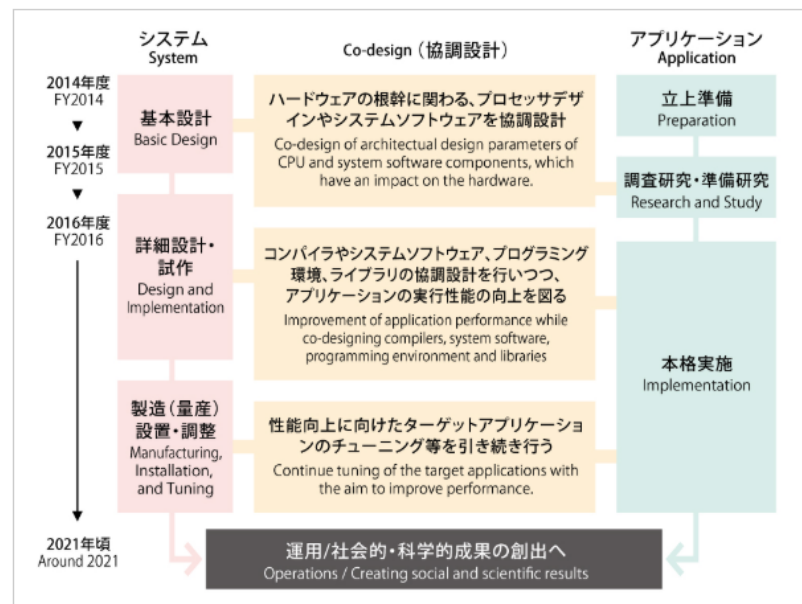 システム
System
Co-design（協調設計）
アプリケーション
Application
2014年度
FY2014
2015年度
FY2015
2016年度
FY2016
2021年頃
Around 2021
基本設計
Basic Design
詳細設計・
試作
Design and
Implementation
製造（量産）
設置・調整
Manufacturing,
Installation,
and Tuning
ハードウェアの根幹に関わる、プロセッサデザ
インやシステムソフトウェアを協調設計
Co-design of architectual design parameters of
CPU and system software components, which
have an impact on the hardware.
コンパイラやシステムソフトウェア、プログラミング
環境、ライブラリの協調設計を行いつつ、
アプリケーションの実行性能の向上を図る
Improvement of application performance while
co-designing compilers, system software,
programming environment and libraries
性能向上に向けたターゲットアプリケーション
のチューニング等を引き続き行う
Continue tuning of the target applications with
the aim to improve performance.
立上準備
Preparation
調査研究・準備研究
Research and Study
本格実施
Implementation
運用/社会的・科学的成果の創出へ
Operations / Creating social and scientific results